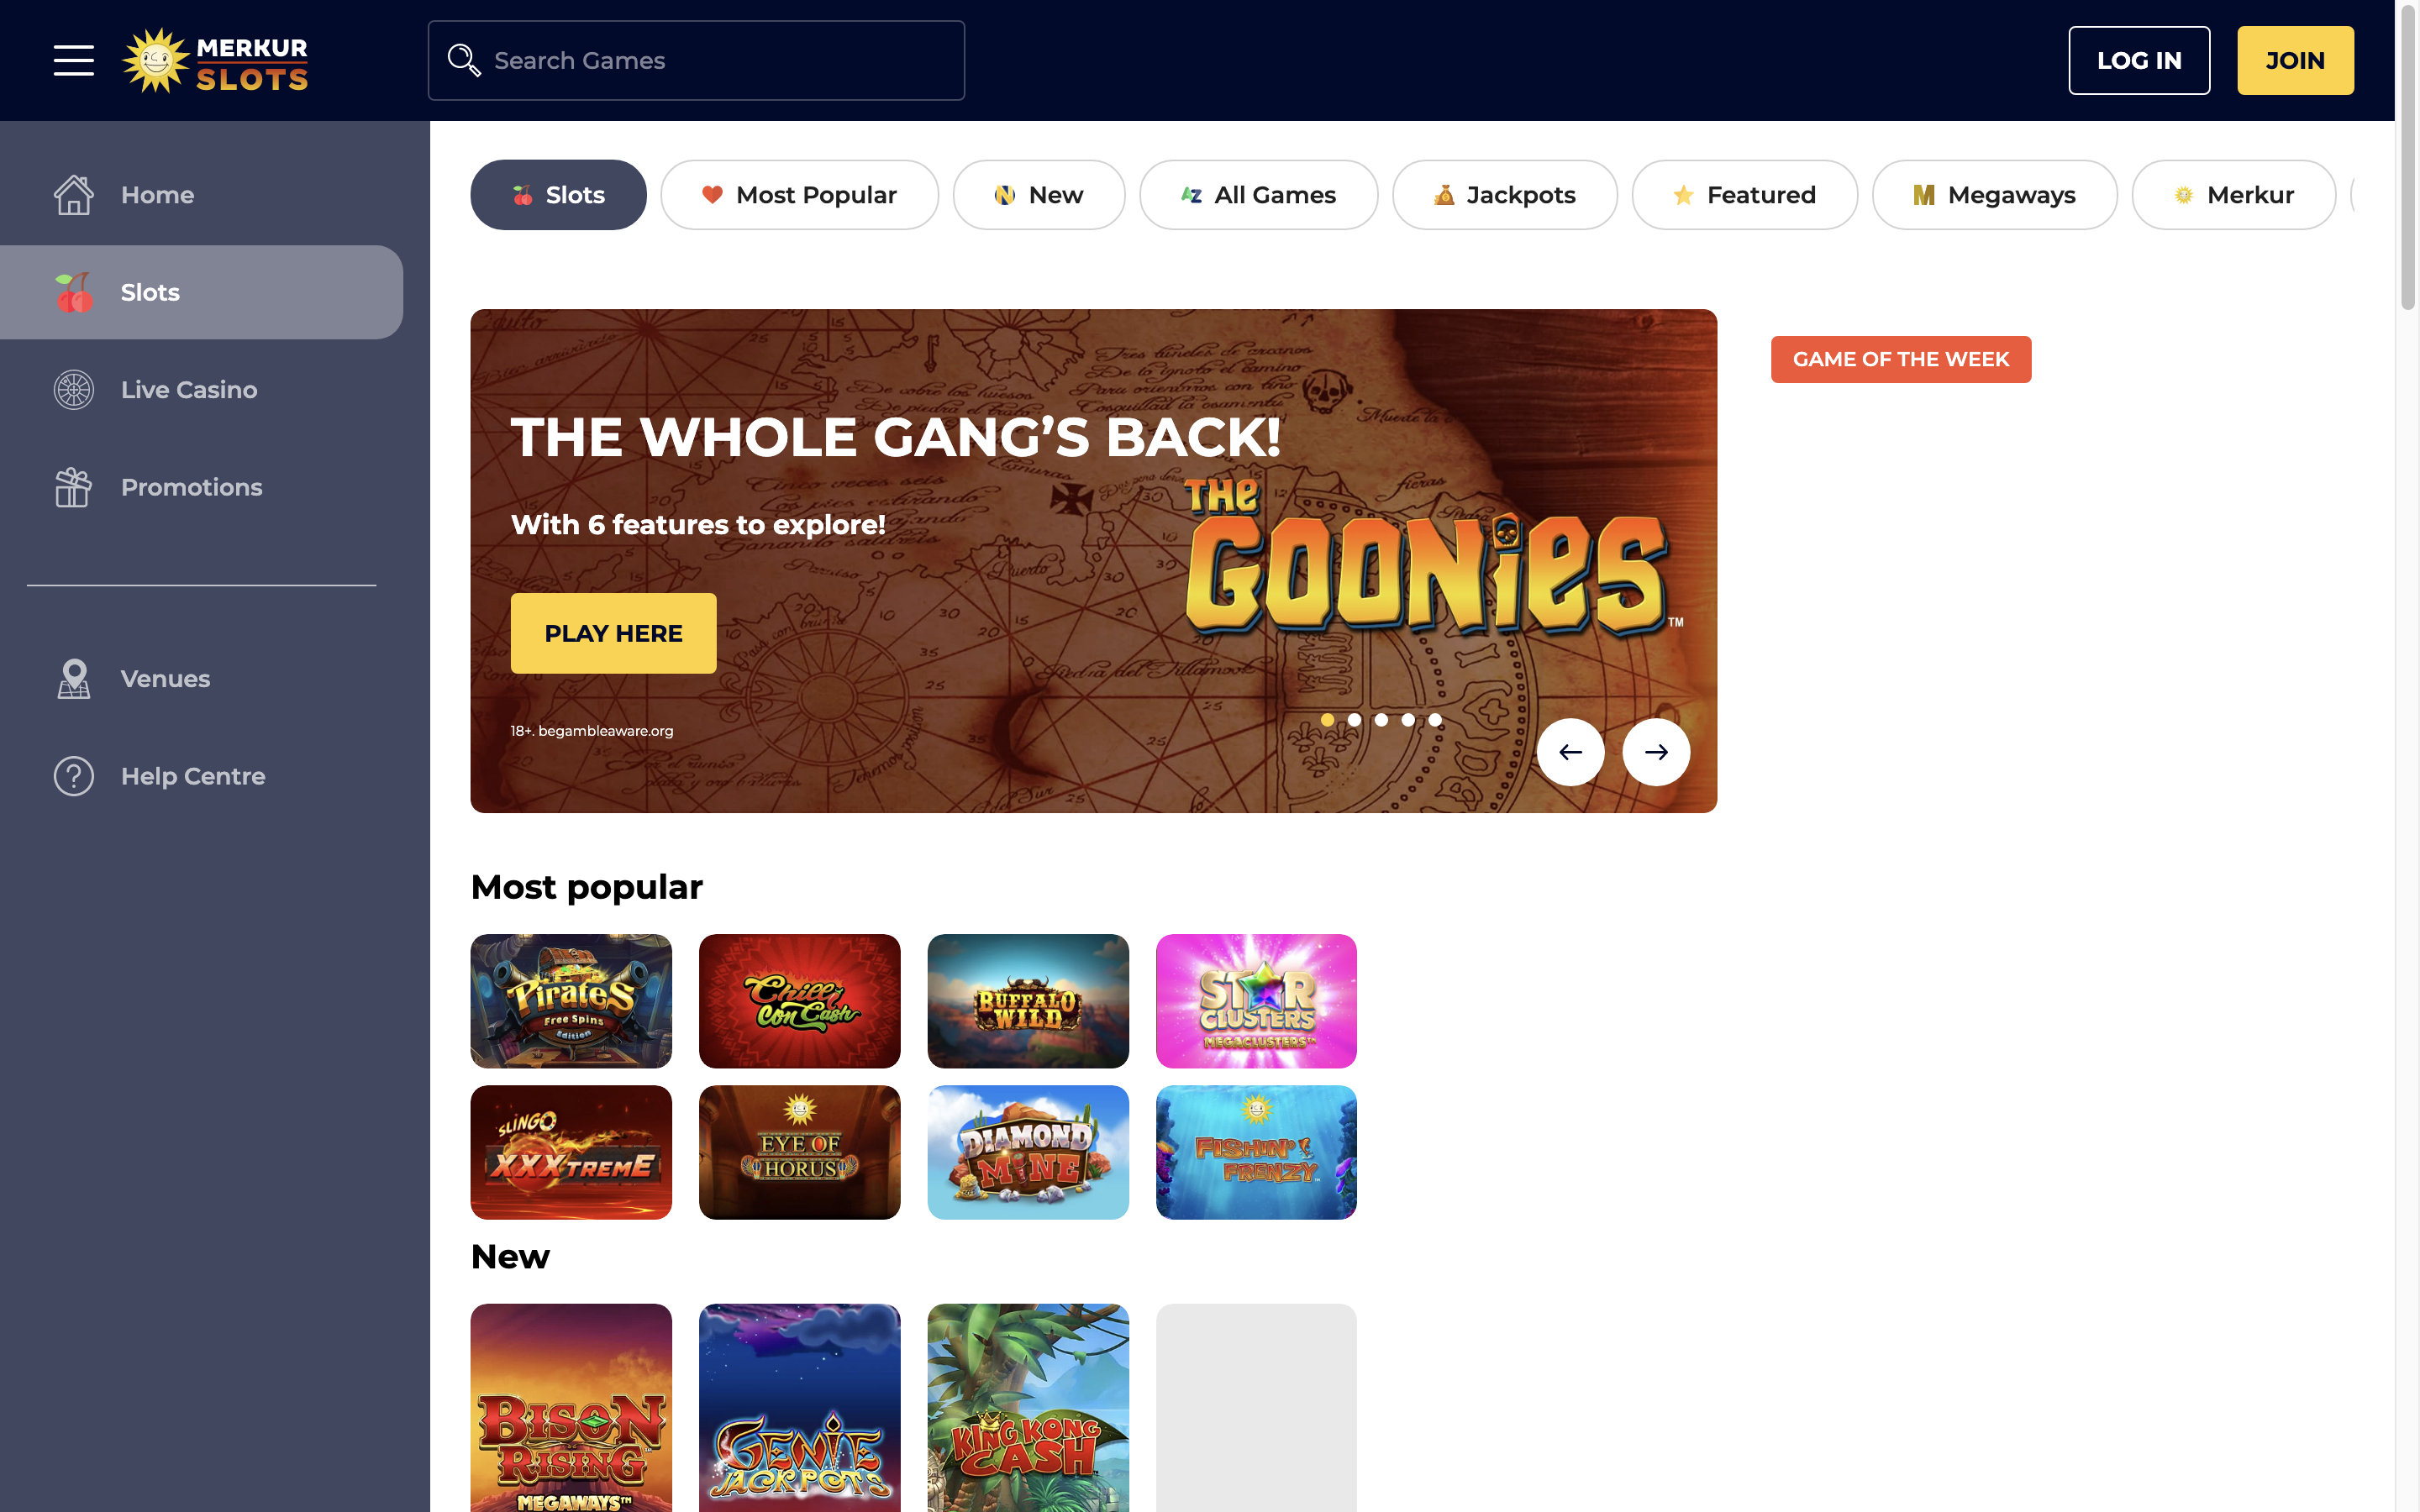 MERKUR
SLOTS
Search Games
LOG IN
JOIN
Home
Slots
Live Casino
Promotions
Venues
Help Centre
Slots
Most Popular
New
All Games
Jackpots
Featured
Megaways
Merkur
THE WHOLE GANG’S BACK!
With 6 features to explore!
PLAY HERE
18+. begambleaware.org
THE
GOONIES
™
GAME OF THE WEEK
Most popular
Pirates
Free Spins
Edition
Chilli
Con Cash
BUFFALO
WILD
STAR
CLUSTERS
MEGACLUSTERS™
SLINGO
XXXTREME
EYE OF
HORUS
DIAMOND
MINE
FISHIN'
FRENZY
New
BISON
RISING
MEGAWAYS™
GENIE
JACKPOTS
KING KONG
CASH